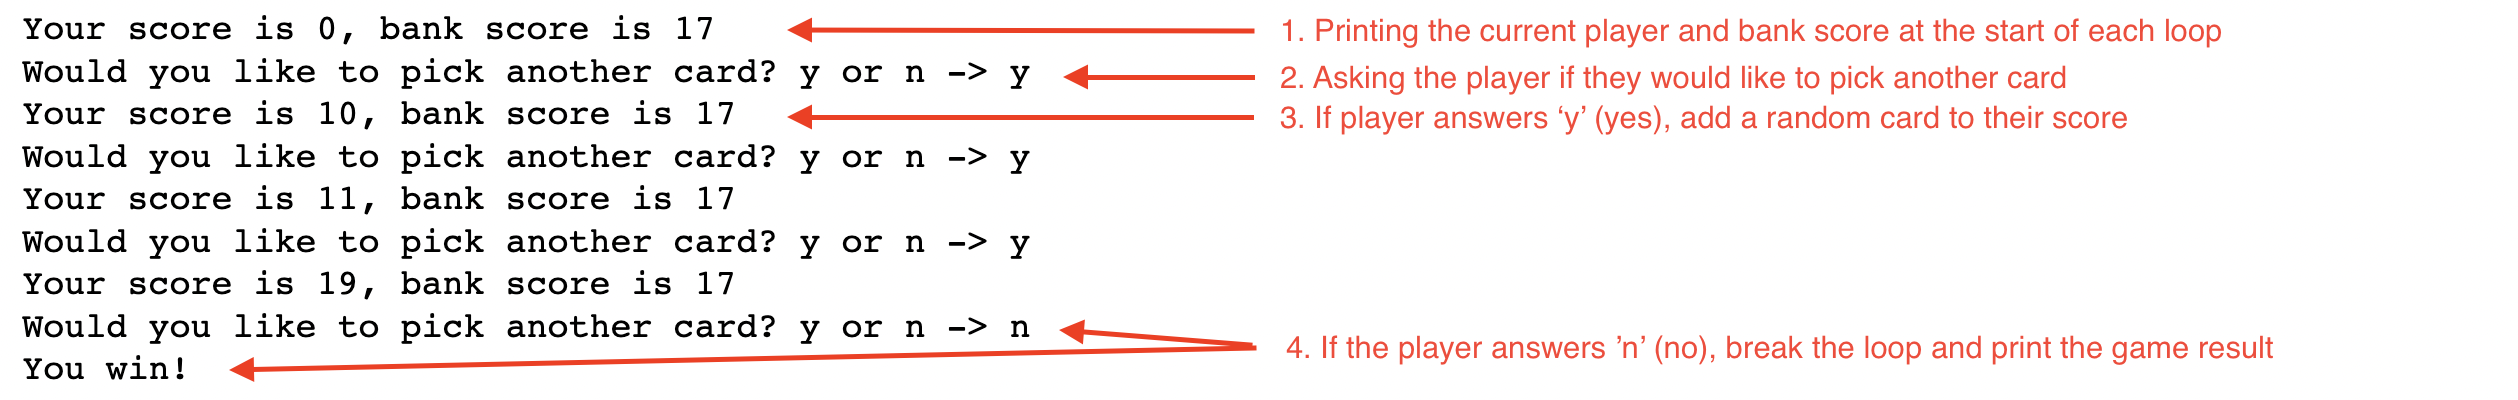 Your score is 0, bank score is 17
1. Printing the current player and bank score at the start of each loop
Would you like to pick another card? y or n -> y
2. Asking the player if they would like to pick another card
Your score is 10, bank score is 17
3. If player answers ‘y’ (yes), add a random card to their score
Would you like to pick another card? y or n -> y
Your score is 11, bank score is 17
Would you like to pick another card? y or n -> y
Your score is 19, bank score is 17
Would you like to pick another card? y or n -> n
4. If the player answers ’n’ (no), break the loop and print the game result
You win!